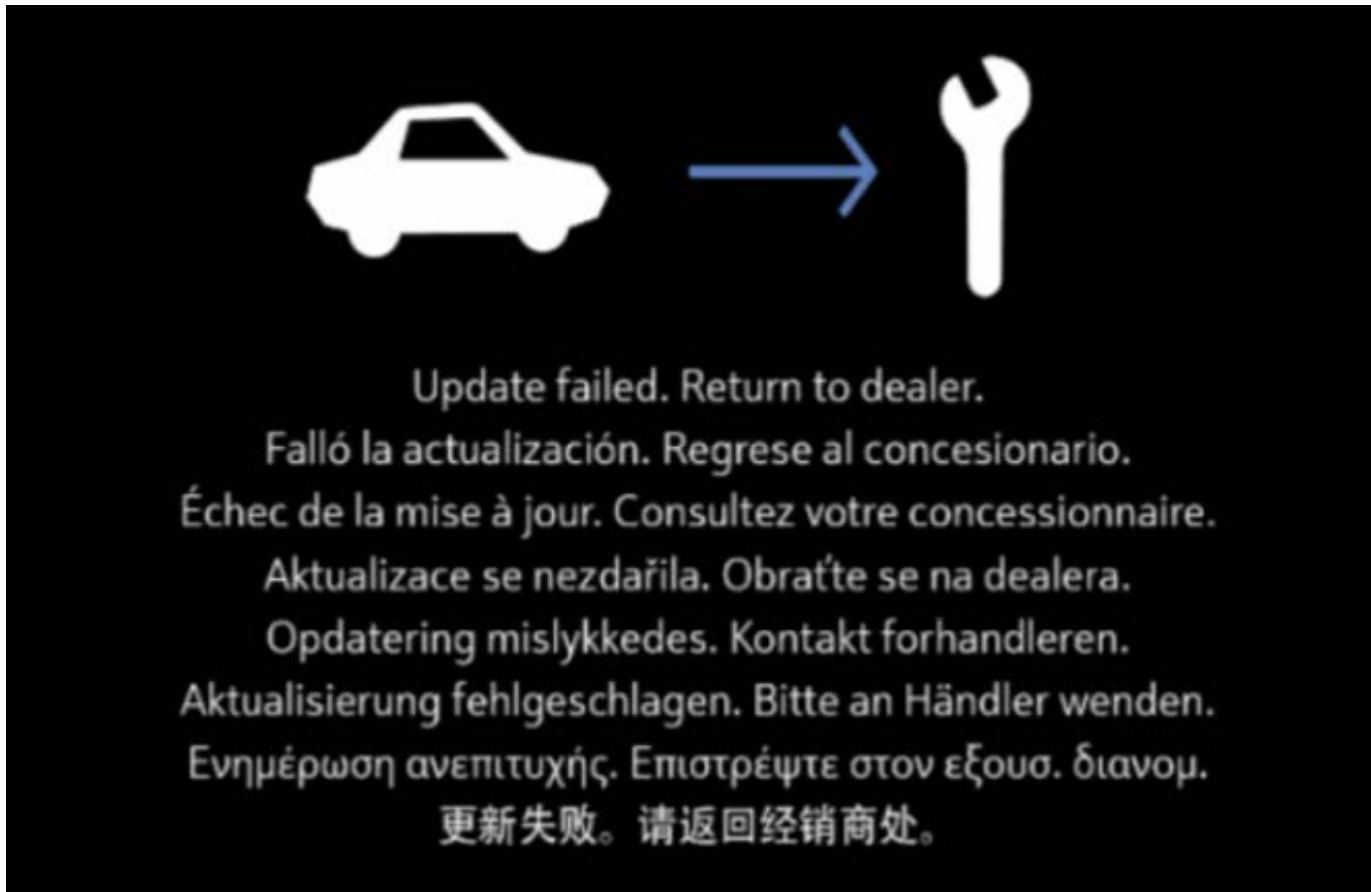 Update failed. Return to dealer.
Falló la actualización. Regrese al concesionario.
Échec de la mise à jour. Consultez votre concessionnaire.
Aktualizace se nezdařila. Obraťte se na dealera.
Opdatering mislykkedes. Kontakt forhandleren.
Aktualisierung fehlgeschlagen. Bitte an Händler wenden.
Ενημέρωση ανεπιτυχής. Επιστρέψτε στον εξουσ. διανομ.
更新失败。请返回经销商处。